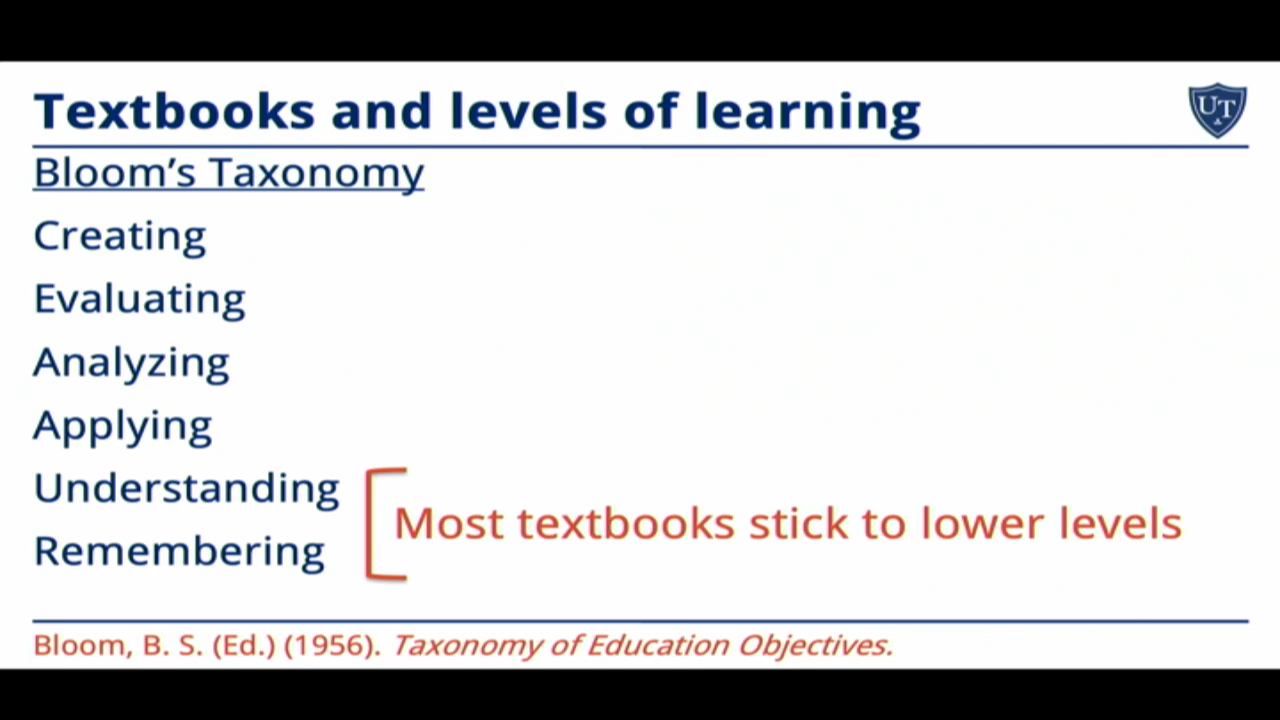 Textbooks and levels of learning
UT
Bloom’s Taxonomy
Creating
Evaluating
Analyzing
Applying
Understanding
Remembering
Most textbooks stick to lower levels
Bloom, B. S. (Ed.) (1956). Taxonomy of Education Objectives.